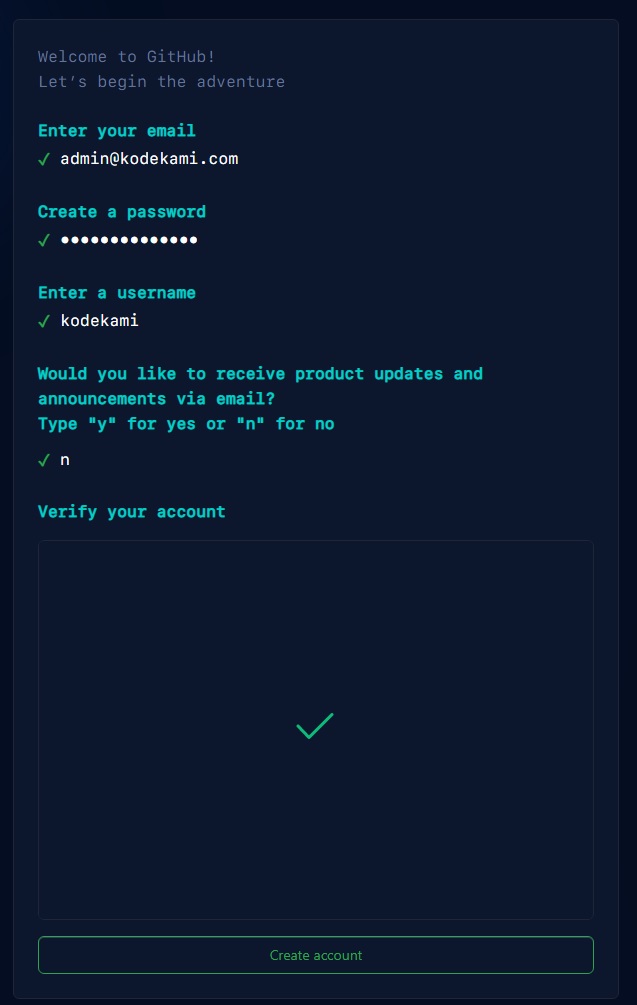 Welcome to GitHub!
Let's begin the adventure
Enter your email
✓ admin@kodekami.com
Create a password
✓ ••••••••••••••
Enter a username
✓ kodekami
Would you like to receive product updates and
announcements via email?
Type "y" for yes or "n" for no
✓ n
Verify your account
Create account